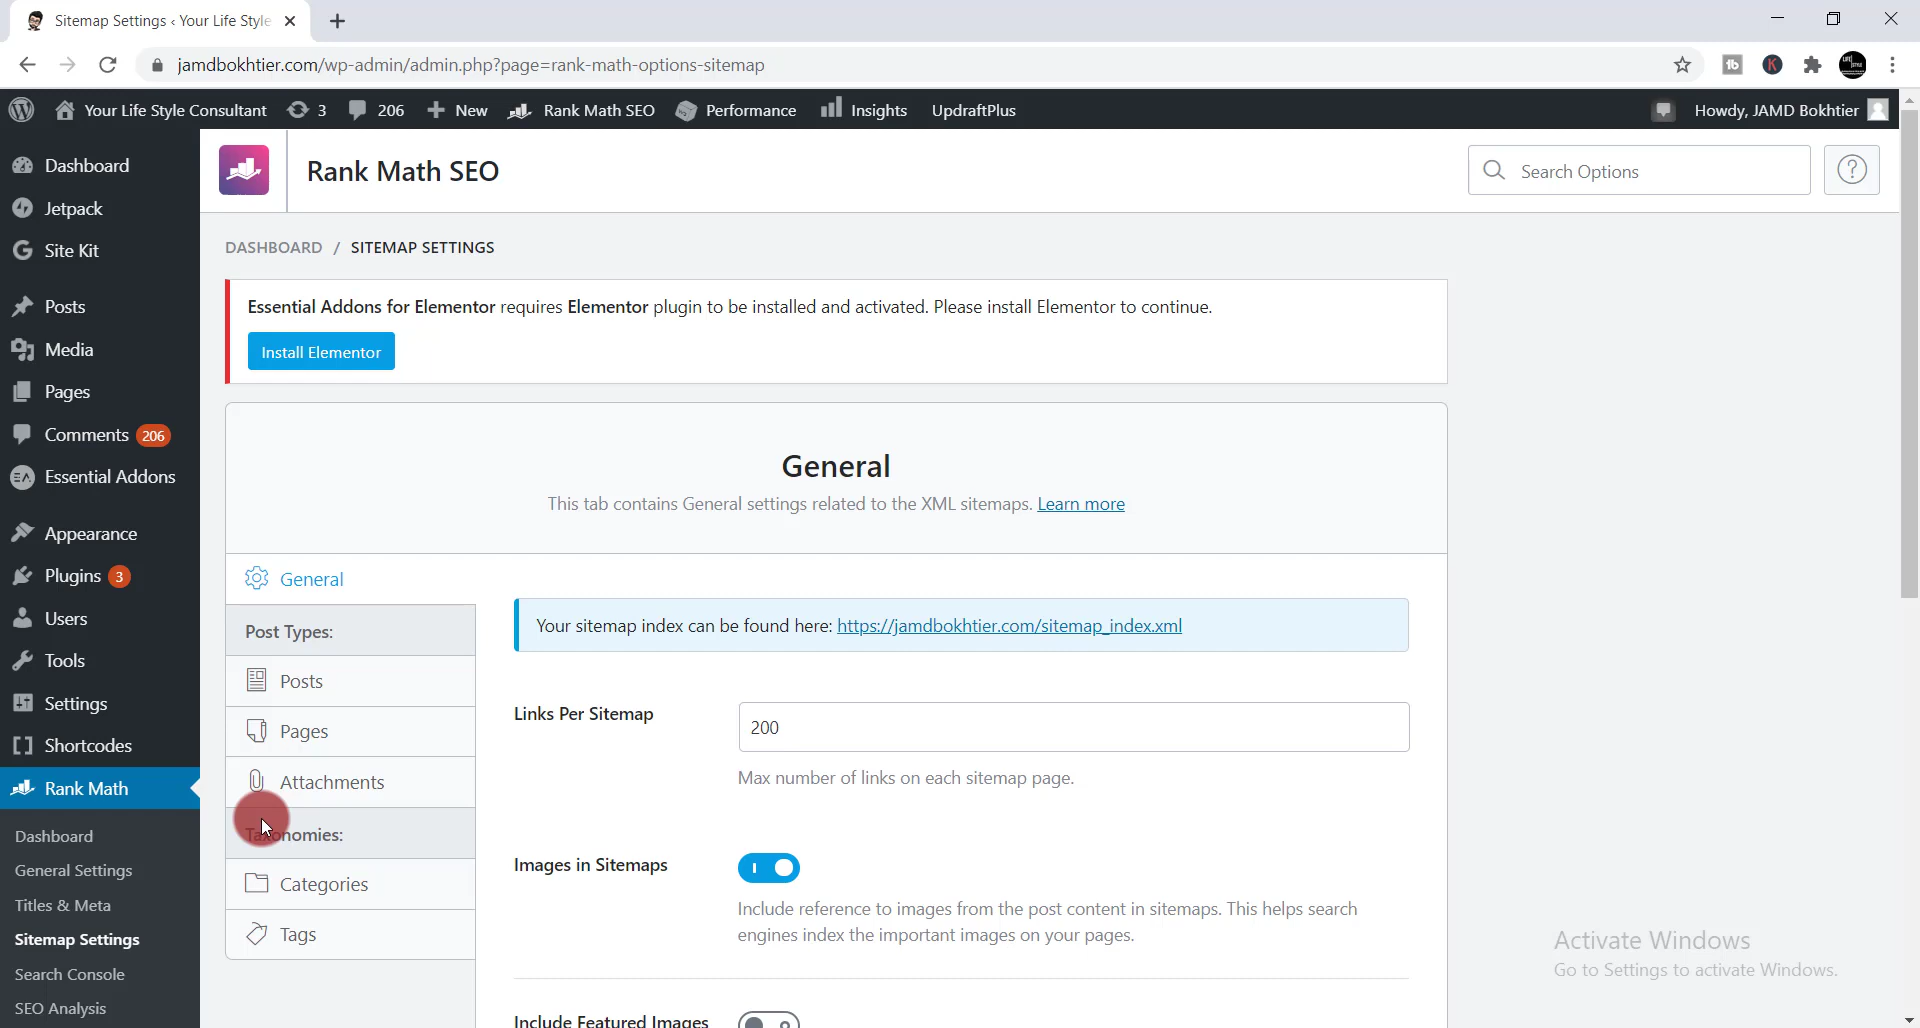 Sitemap Settings ‹ Your Life Style
jamdbokhtier.com/wp-admin/admin.php?page=rank-math-options-sitemap
Your Life Style Consultant
3
206
New
Rank Math SEO
Performance
Insights
UpdraftPlus
Howdy, JAMD Bokhtier
Dashboard
Jetpack
Site Kit
Posts
Media
Pages
Comments 206
Essential Addons
Appearance
Plugins 3
Users
Tools
Settings
Shortcodes
Rank Math
Dashboard
General Settings
Titles & Meta
Sitemap Settings
Search Console
SEO Analysis
Rank Math SEO
Search Options
DASHBOARD / SITEMAP SETTINGS
Essential Addons for Elementor requires Elementor plugin to be installed and activated. Please install Elementor to continue.
Install Elementor
General
This tab contains General settings related to the XML sitemaps. Learn more
General
Post Types:
Posts
Pages
Attachments
Taxonomies:
Categories
Tags
Your sitemap index can be found here: https://jamdbokhtier.com/sitemap_index.xml
Links Per Sitemap
200
Max number of links on each sitemap page.
Images in Sitemaps
Include reference to images from the post content in sitemaps. This helps search
engines index the important images on your pages.
Include Featured Images
Activate Windows
Go to Settings to activate Windows.